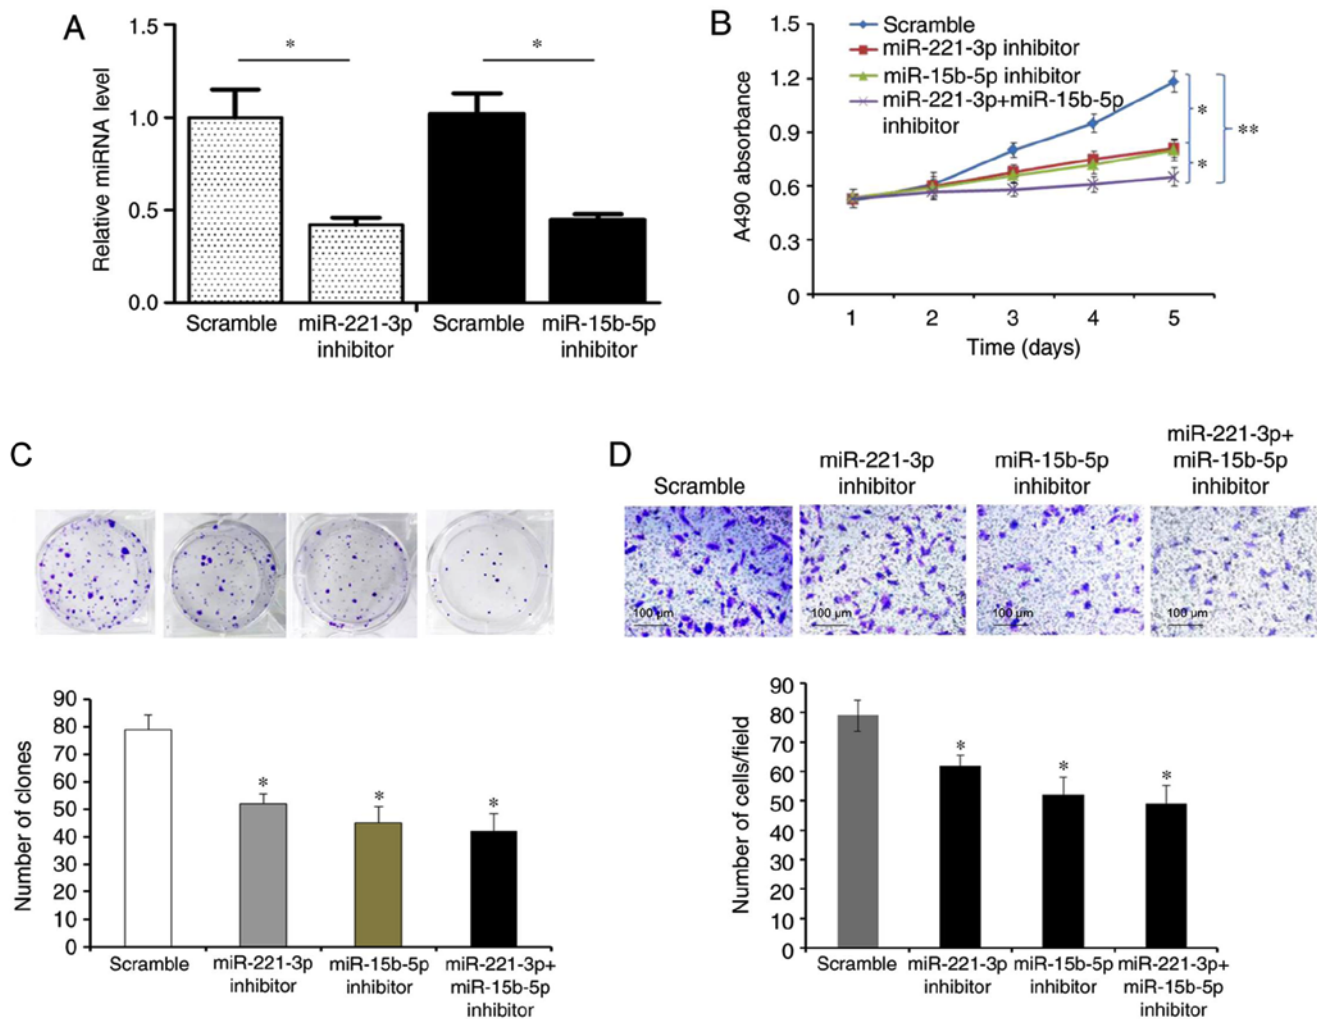 A
1.5
1.0
0.5
0.0
Relative miRNA level
*
*
Scramble
miR-221-3p
inhibitor
Scramble
miR-15b-5p
inhibitor
B
1.5
1.2
0.9
0.6
0.3
0
A490 absorbance
Scramble
miR-221-3p inhibitor
miR-15b-5p inhibitor
miR-221-3p+miR-15b-5p
inhibitor
*
*
**
1 2 3 4 5
Time (days)
C
90
80
70
60
50
40
30
20
10
0
Number of clones
*
*
*
Scramble
miR-221-3p
inhibitor
miR-15b-5p
inhibitor
miR-221-3p+
miR-15b-5p
inhibitor
D
Scramble
miR-221-3p
inhibitor
miR-15b-5p
inhibitor
miR-221-3p+
miR-15b-5p
inhibitor
100 µm
100 µm
100 µm
100 µm
90
80
70
60
50
40
30
20
10
0
Number of cells/field
*
*
*
Scramble
miR-221-3p
inhibitor
miR-15b-5p
inhibitor
miR-221-3p+
miR-15b-5p
inhibitor